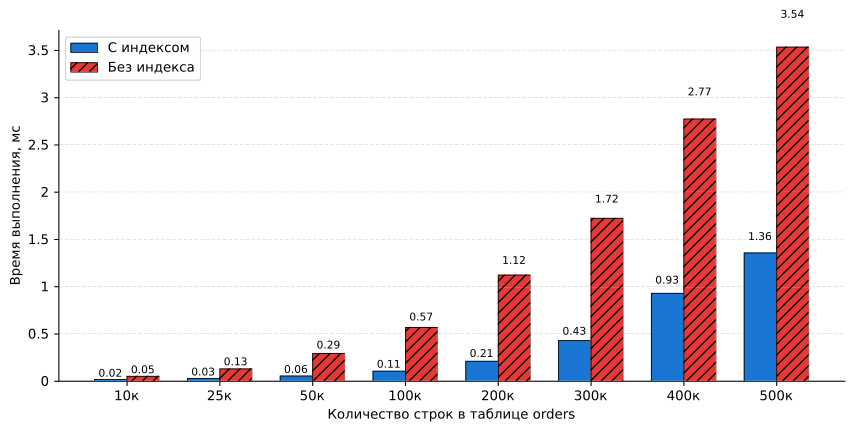 3.54
С индексом
Без индекса
Время выполнения, мс
3.5
3
2.5
2
1.5
1
0.5
0
0.02
0.05
0.03
0.13
0.06
0.29
0.11
0.57
0.21
1.12
0.43
1.72
0.93
2.77
1.36
10к
25к
50к
100к
200к
300к
400к
500к
Количество строк в таблице orders